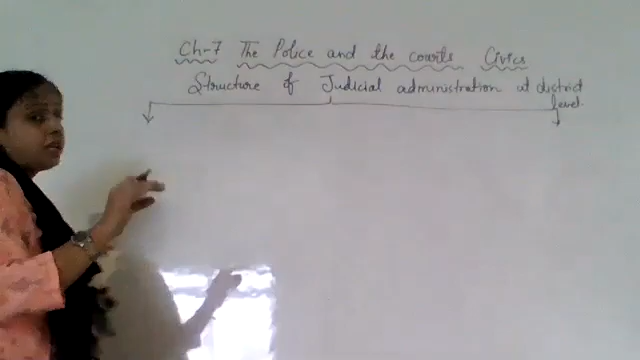 Ch-7 The Police and the courts Civics
Structure of Judicial administration at district
level.